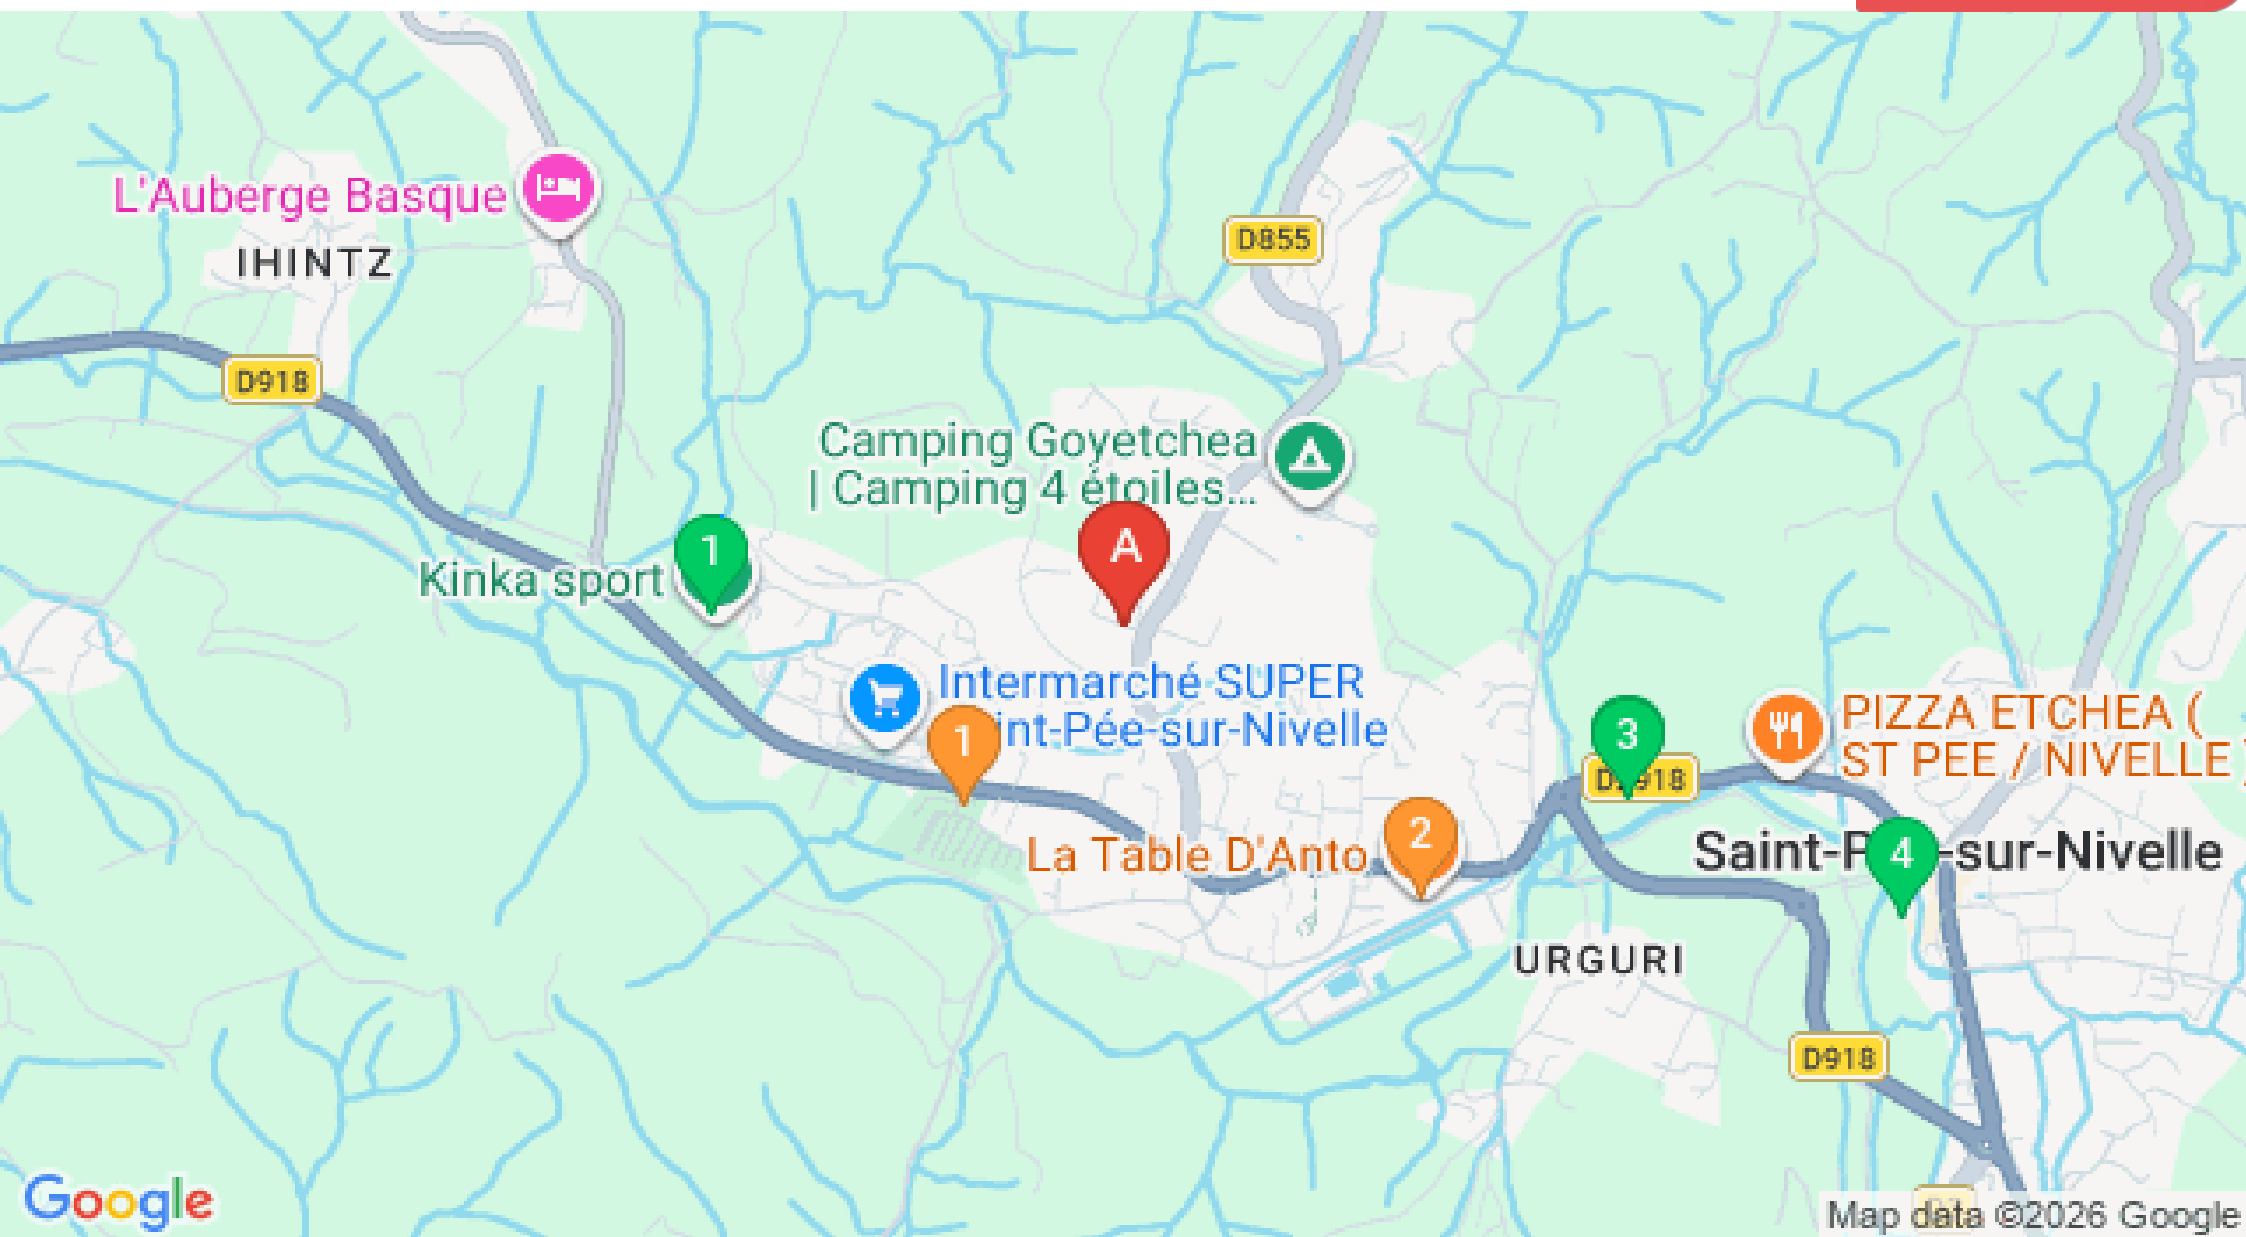 L'Auberge Basque
IHINTZ
D855
D918
Camping Goyetchea
| Camping 4 étoiles...
A
1
Kinka sport
Intermarché SUPER
int-Pée-sur-Nivelle
1
3
PIZZA ETCHEA (
ST PEE / NIVELLE )
918
2
La Table D'Anto
Saint-P
4
-sur-Nivelle
URGURI
D918
Google
Map data ©2026 Google